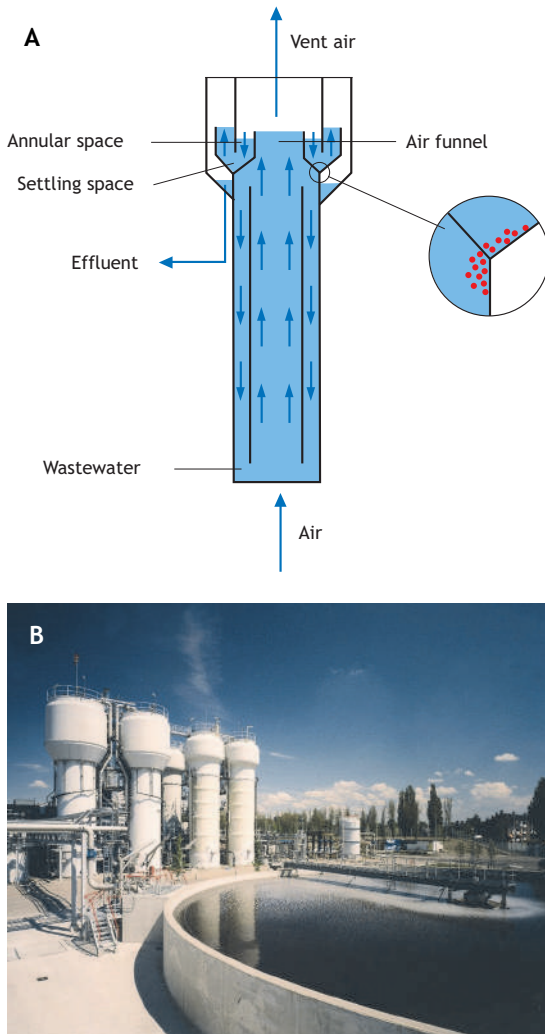 A
Vent air
Annular space
Air funnel
Settling space
Effluent
Wastewater
Air
B